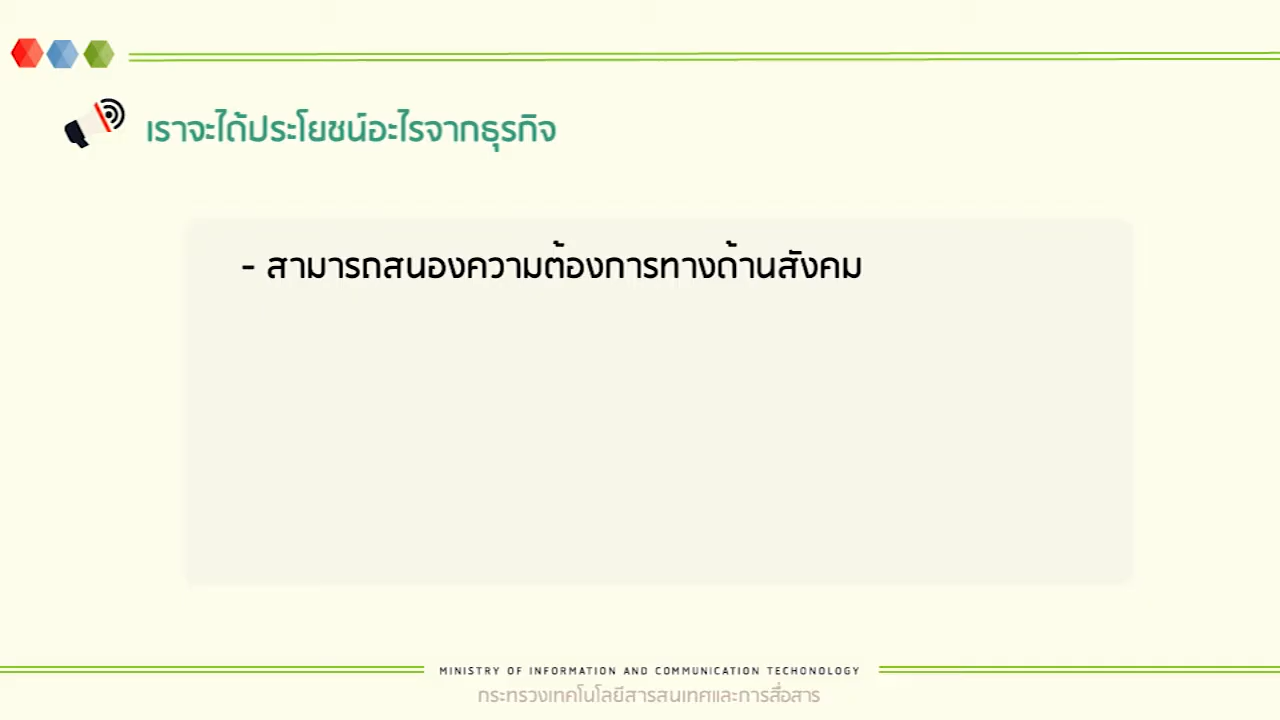 เราจะได้ประโยชน์อะไรจากธุรกิจ
- สามารถสนองความต้องการทางด้านสังคม
MINISTRY OF INFORMATION AND COMMUNICATION TECHONOLOGY
กระทรวงเทคโนโลยีสารสนเทศและการสื่อสาร